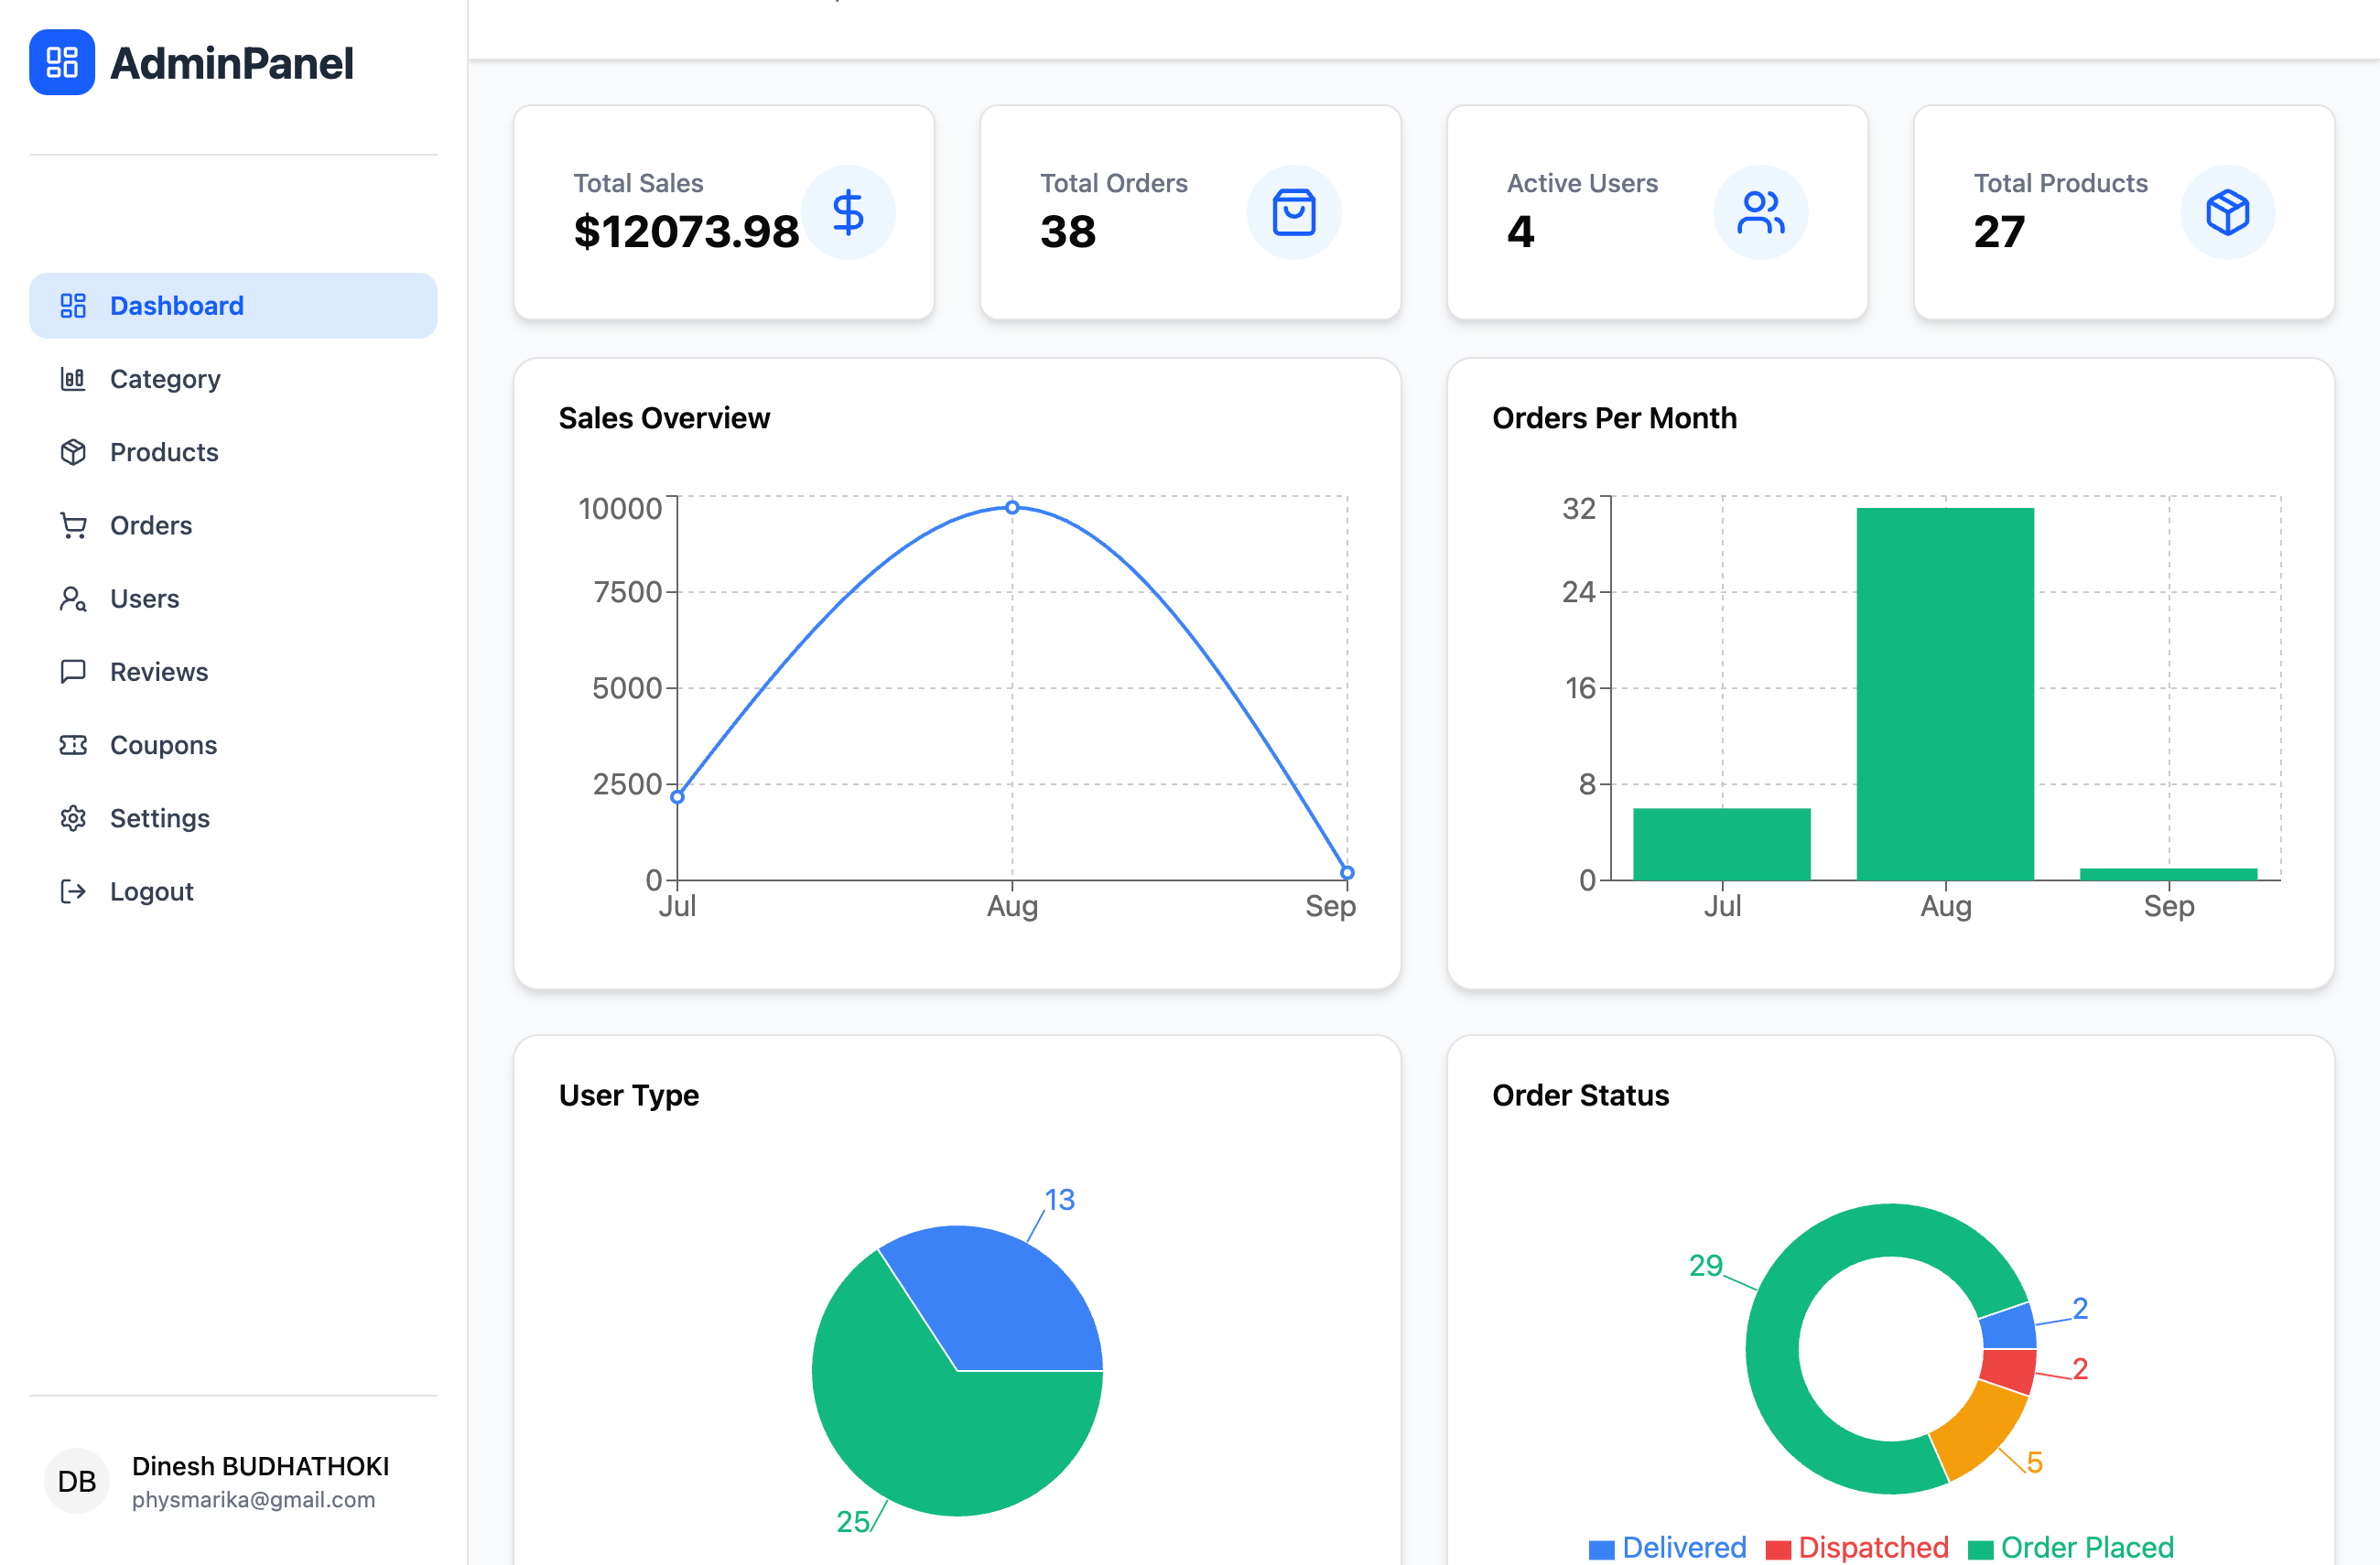 AdminPanel
Dashboard
Category
Products
Orders
Users
Reviews
Coupons
Settings
Logout
DB
Dinesh BUDHATHOKI
physmarika@gmail.com
Total Sales
$12073.98
Total Orders
38
Active Users
4
Total Products
27
Sales Overview
10000
7500
5000
2500
0
Jul Aug Sep
Orders Per Month
32
24
16
8
0
Jul Aug Sep
User Type
13
25
Order Status
29
2
2
5
Delivered Dispatched Order Placed